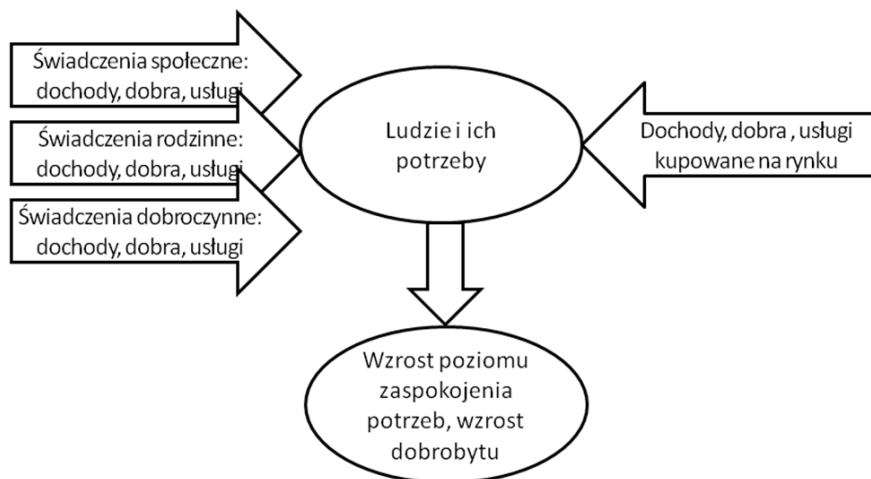 Świadczenia społeczne:
dochody, dobra, usługi
Świadczenia rodzinne:
dochody, dobra, usługi
Świadczenia dobroczynne:
dochody, dobra, usługi
Ludzie i ich
potrzeby
Dochody, dobra , usługi
kupowane na rynku
Wzrost poziomu
zaspokojenia
potrzeb, wzrost
dobrobytu